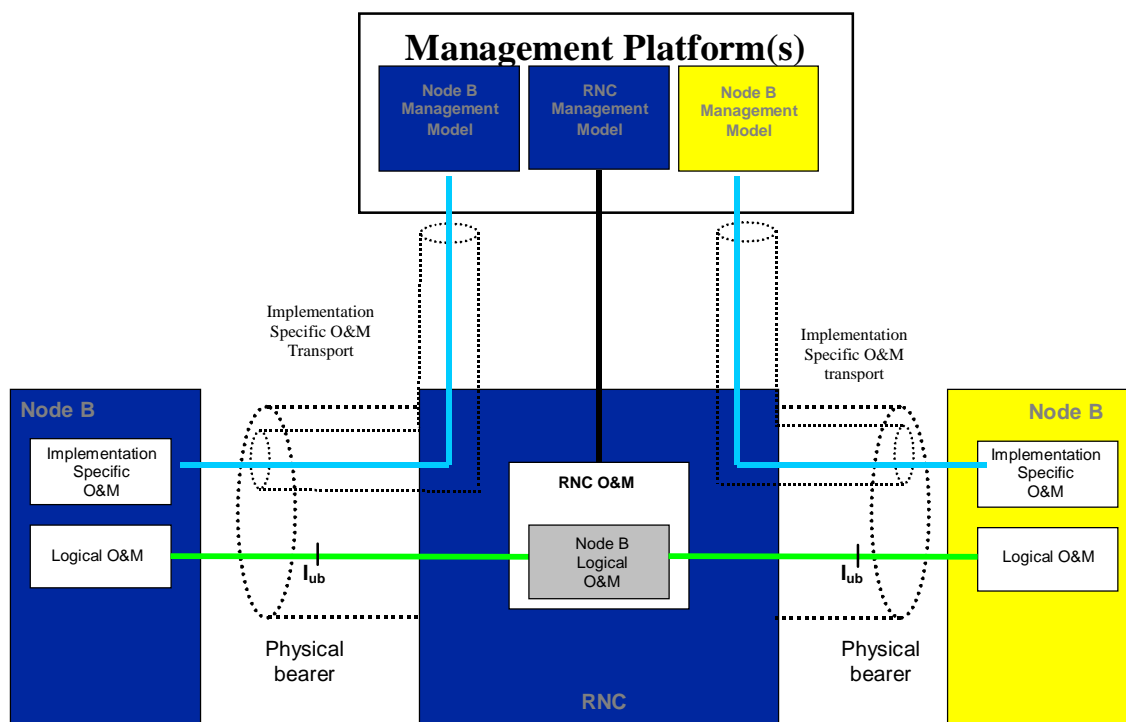 Management Platform(s)
Node B
Management
Model
RNC
Management
Model
Node B
Management
Model
Implementation
Specific O&M
Transport
Implementation
Specific O&M
transport
Node B
Implementation
Specific
O&M
Logical O&M
RNC O&M
Node B
Logical
O&M
Iub
Iub
Physical
bearer
RNC
Physical
bearer
Node B
Implementation
Specific
O&M
Logical O&M